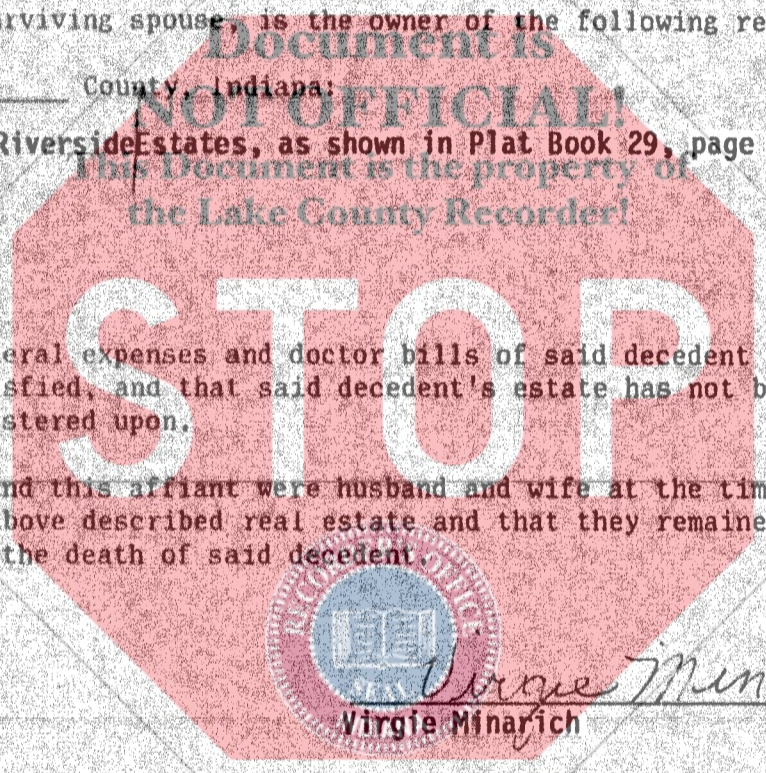 rviving spouse, is the owner of the following re
Document is
County, Indiana:
NOT OFFICIAL!
RiversideEstates, as shown in Plat Book 29, page
This Document is the property of
the Lake County Recorder!
STOP
eral expenses and doctor bills of said decedent
sfied, and that said decedent's estate has not b
stered upon.
nd this affiant were husband and wife at the tim
bove described real estate and that they remaine
the death of said decedent.
RECORDER'S OFFICE
SEAL
Virgie Min
Virgie Minarich